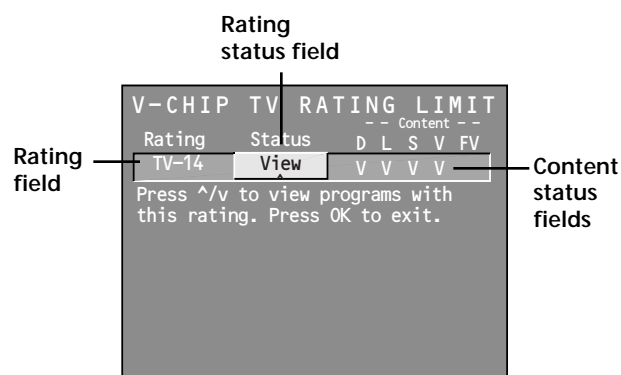 Rating
status field
V-CHIP TV RATING LIMIT
-- Content --
Rating Status D L S V FV
TV-14 View V V V V
Press ^/v to view programs with
this rating. Press OK to exit.
Rating
field
Content
status
fields